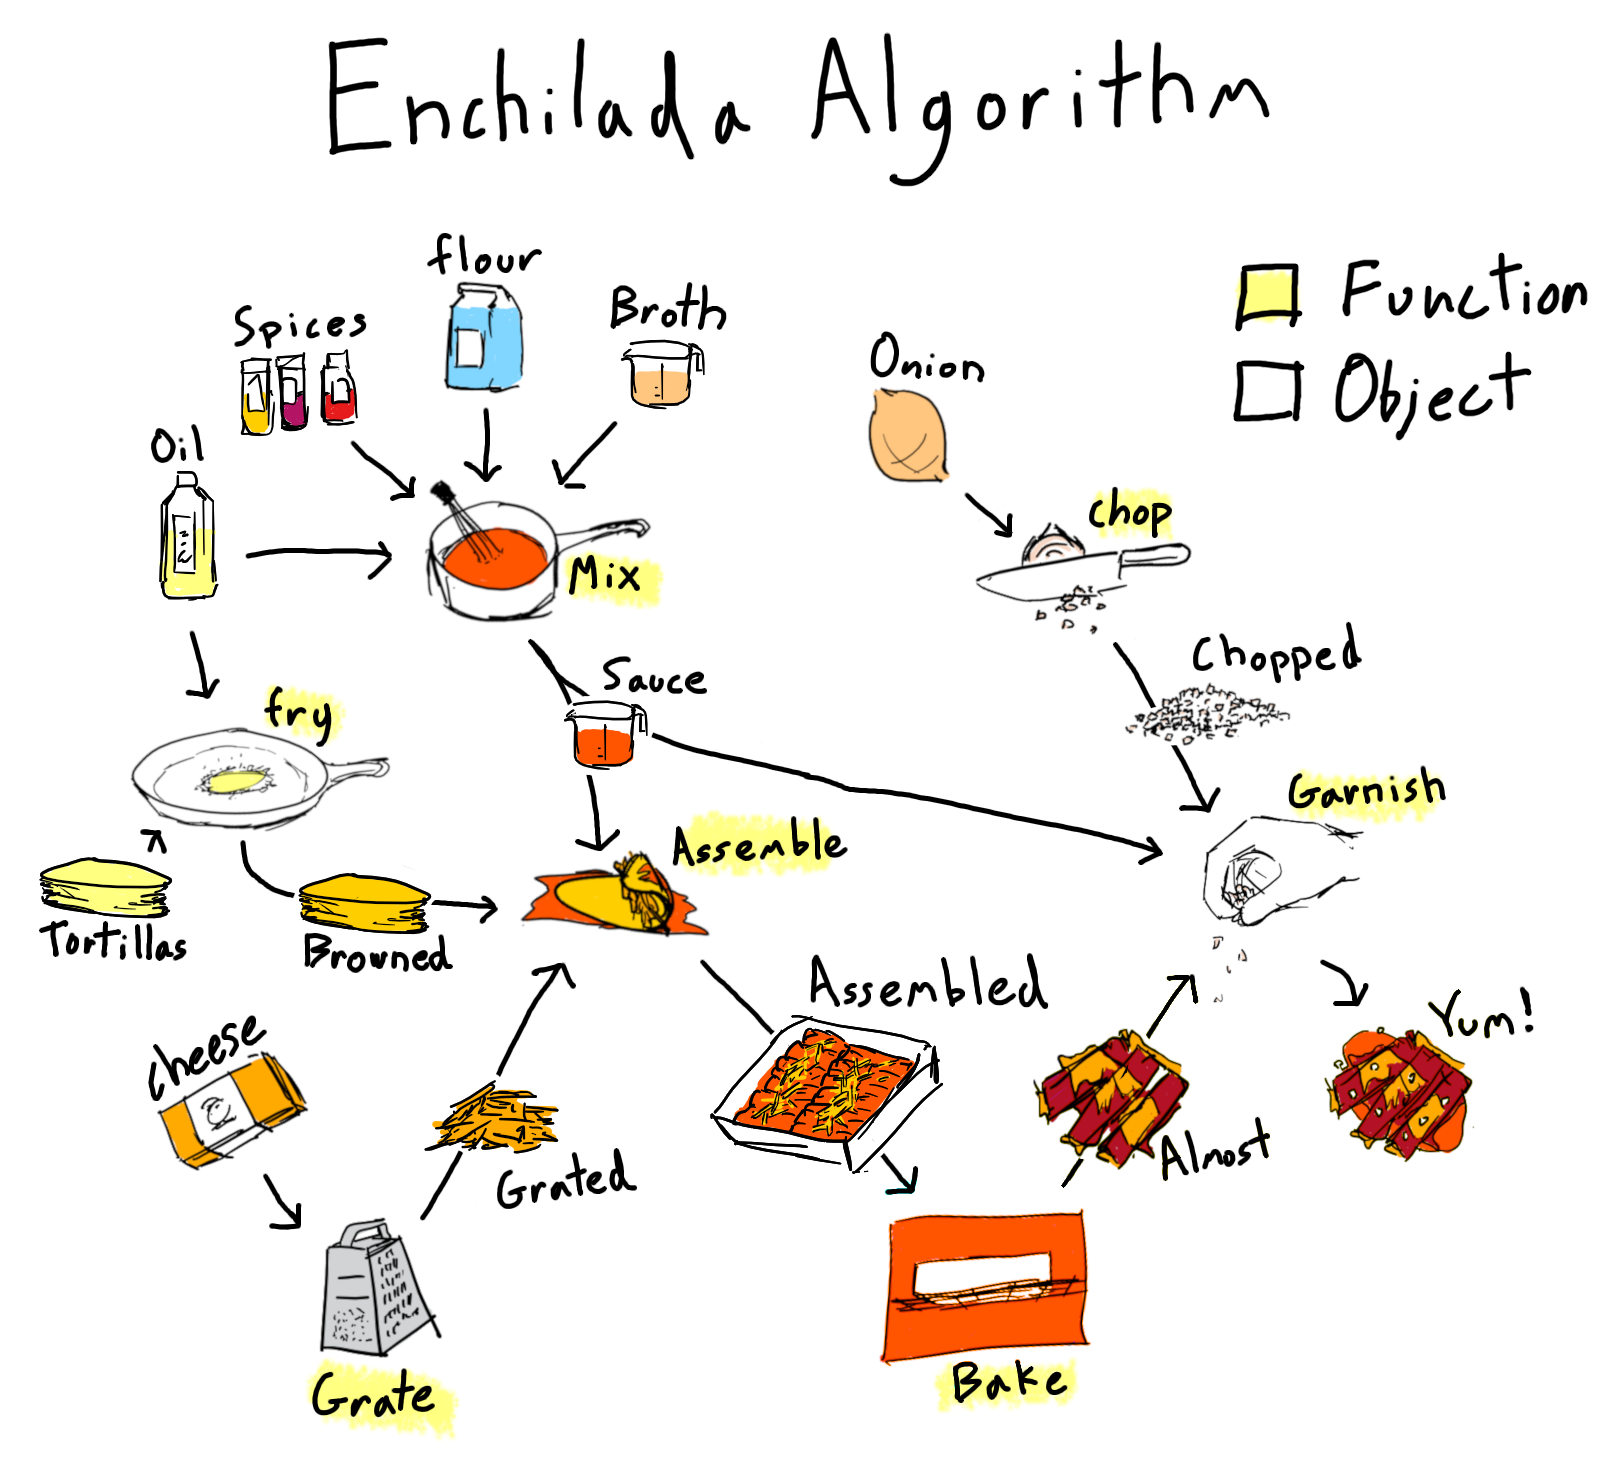 Enchilada Algorithm
flour
Spices
Broth
Oil
Onion
Function
Object
Mix
chop
fry
Sauce
Chopped
Garnish
Assemble
Tortillas
Browned
cheese
Grated
Assembled
Almost
Yum!
Grate
Bake